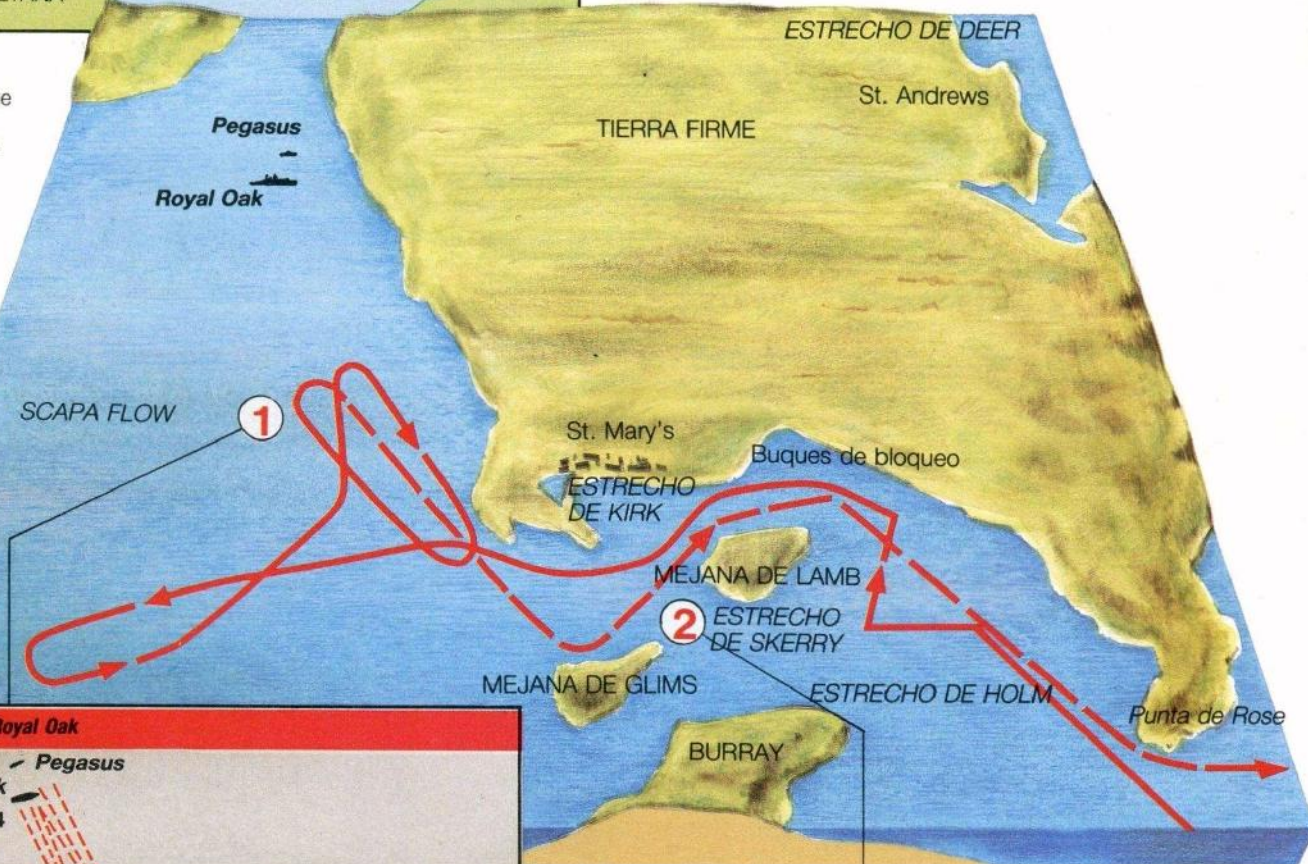 ESTRECHO DE DEER
St. Andrews
Pegasus
TIERRA FIRME
Royal Oak
SCAPA FLOW
1
St. Mary's
Buques de bloqueo
ESTRECHO
DE KIRK
MEJANA DE LAMB
2
ESTRECHO
DE SKERRY
MEJANA DE GLIMS
ESTRECHO DE HOLM
Punta de Rose
BURRAY
Royal Oak
Pegasus